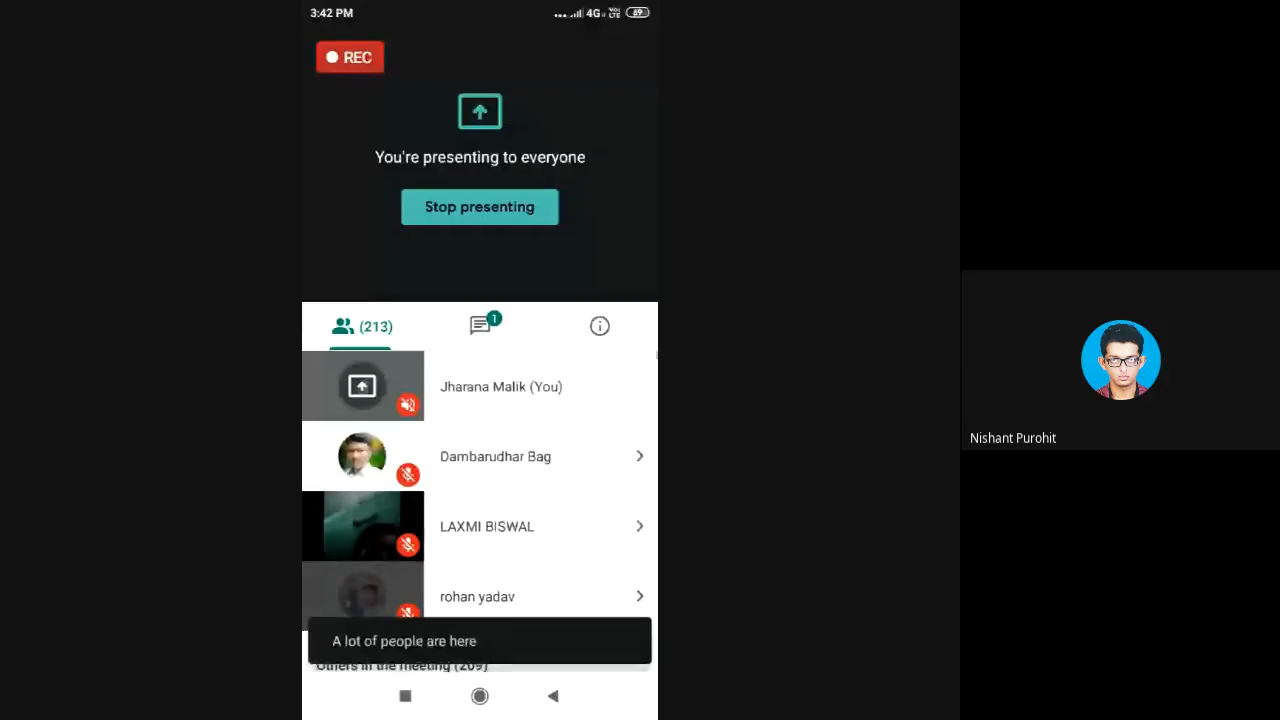 3:42 PM
4G
69
REC
You're presenting to everyone
Stop presenting
(213)
1
Jharana Malik (You)
Dambarudhar Bag
LAXMI BISWAL
rohan yadav
A lot of people are here
Others in the meeting (209)
Nishant Purohit